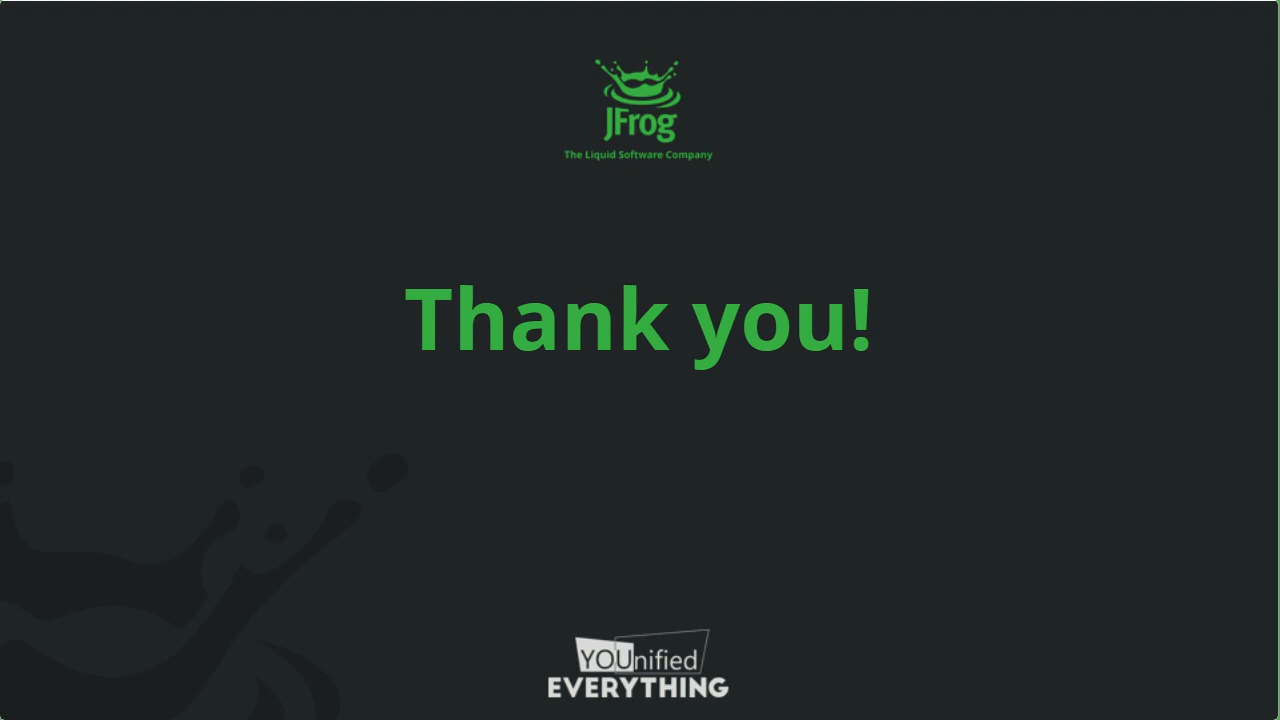 JFrog
The Liquid Software Company
Thank you!
YOUnified
EVERYTHING